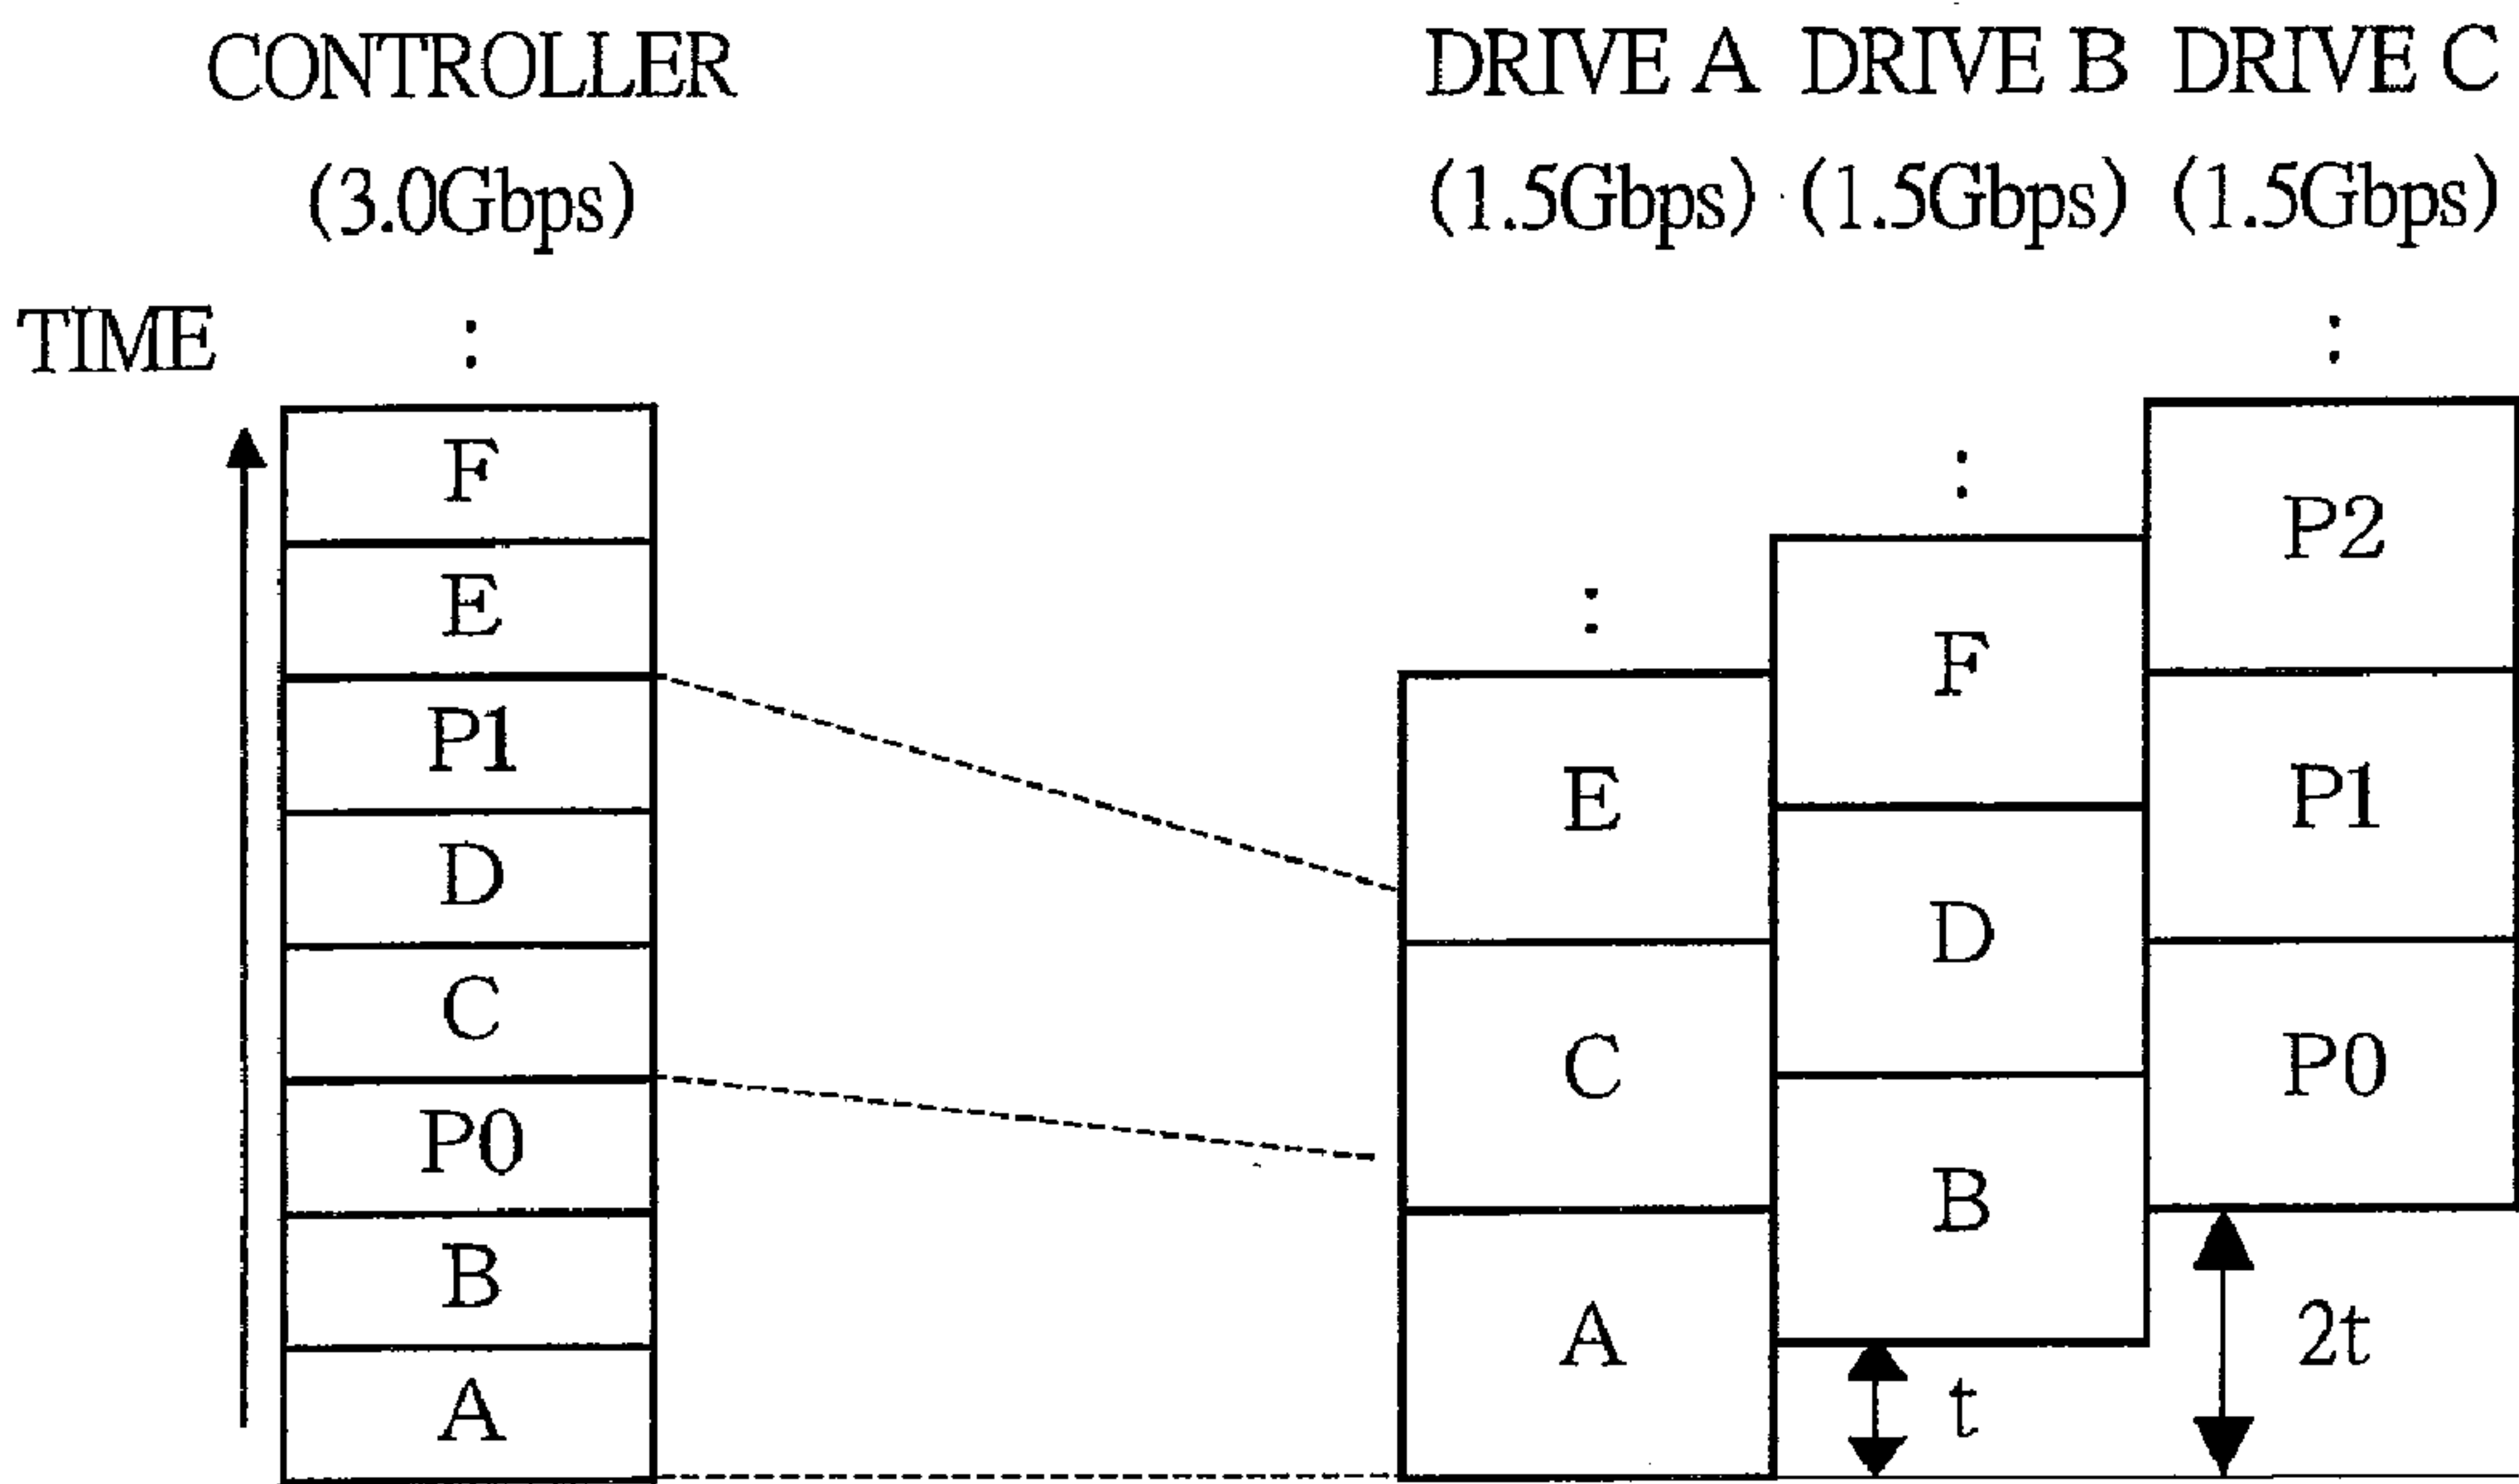 CONTROLLER
(3.0Gbps)
DRIVE A DRIVE B DRIVE C
(1.5Gbps) (1.5Gbps) (1.5Gbps)
TIME
:
F
E
P1
D
C
P0
B
A
:
E
C
A
:
F
D
B
:
P2
P1
P0
t
2t